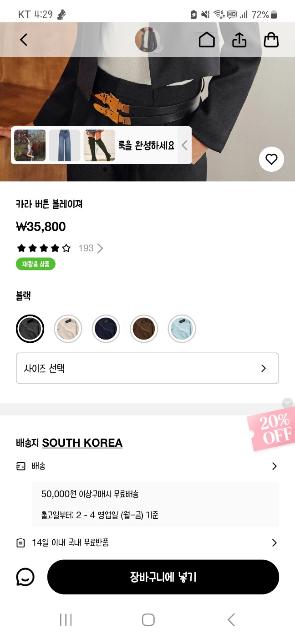 KT 4:29
72%
룩을 완성하세요
카라 버튼 블레이저
₩35,800
193
재활용 상품
블랙
사이즈 선택
20%
OFF
배송지 SOUTH KOREA
배송
50,000원 이상구매시 무료배송
출고일부터: 2 - 4 영업일 (월-금) 기준
14일 이내 국내 무료반품
장바구니에 넣기